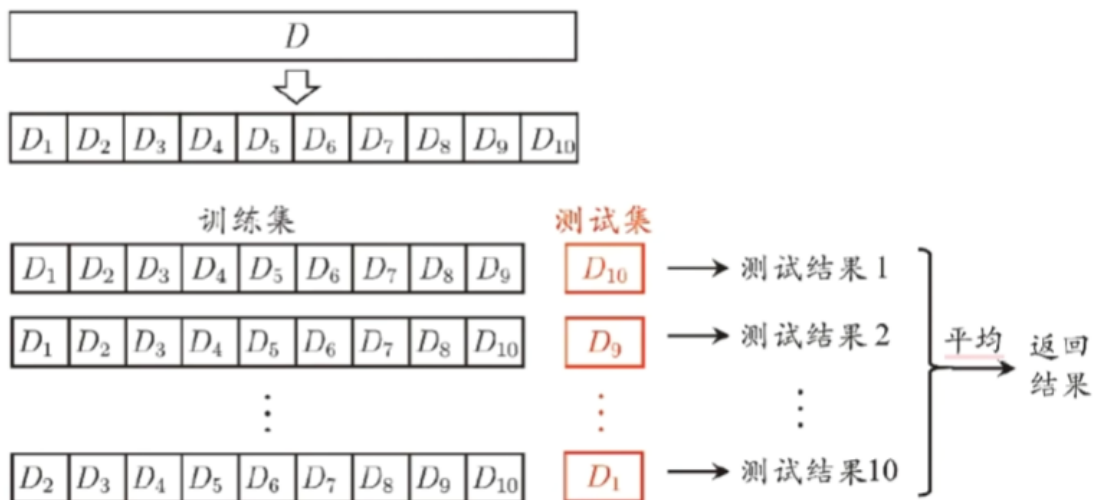 D
D₁ D₂ D₃ D₄ D₅ D₆ D₇ D₈ D₉ D₁₀
训练集 测试集
D₁ D₂ D₃ D₄ D₅ D₆ D₇ D₈ D₉ D₁₀ 测试结果 1
D₁ D₂ D₃ D₄ D₅ D₆ D₇ D₈ D₁₀ D₉ 测试结果 2
平均 返回
结果
⋮ ⋮ ⋮
D₂ D₃ D₄ D₅ D₆ D₇ D₈ D₉ D₁₀ D₁ 测试结果10